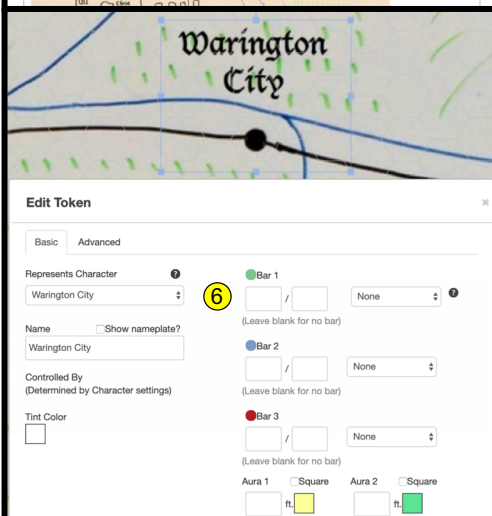 Clirist
Warington
City
Edit Token
×
Basic Advanced
Represents Character ?
Warington City
Name Show nameplate?
Warington City
Controlled By
(Determined by Character settings)
Tint Color
6
Bar 1
/ None ?
(Leave blank for no bar)
Bar 2
/ None
(Leave blank for no bar)
Bar 3
/ None
(Leave blank for no bar)
Aura 1 Square Aura 2 Square
ft. ft.